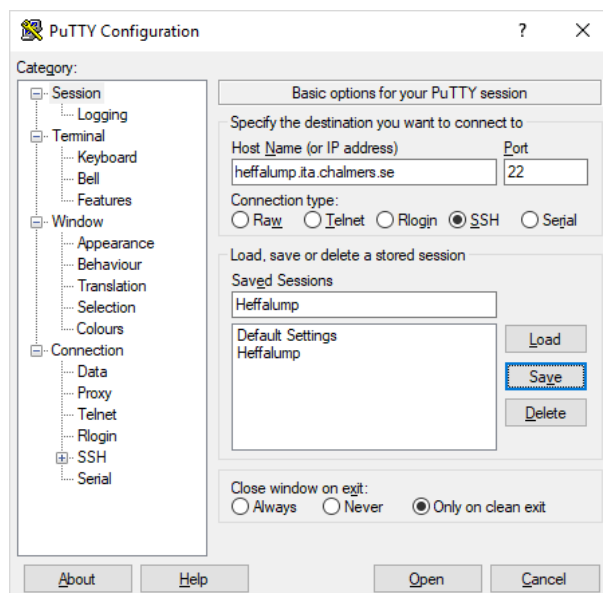 PuTTY Configuration
?
Category:
Session
Logging
Terminal
Keyboard
Bell
Features
Window
Appearance
Behaviour
Translation
Selection
Colours
Connection
Data
Proxy
Telnet
Rlogin
SSH
Serial
Basic options for your PuTTY session
Specify the destination you want to connect to
Host Name (or IP address) Port
heffalump.ita.chalmers.se 22
Connection type:
Raw Telnet Rlogin SSH Serial
Load, save or delete a stored session
Saved Sessions
Heffalump
Default Settings
Heffalump
Load
Save
Delete
Close window on exit:
Always Never Only on clean exit
About Help Open Cancel